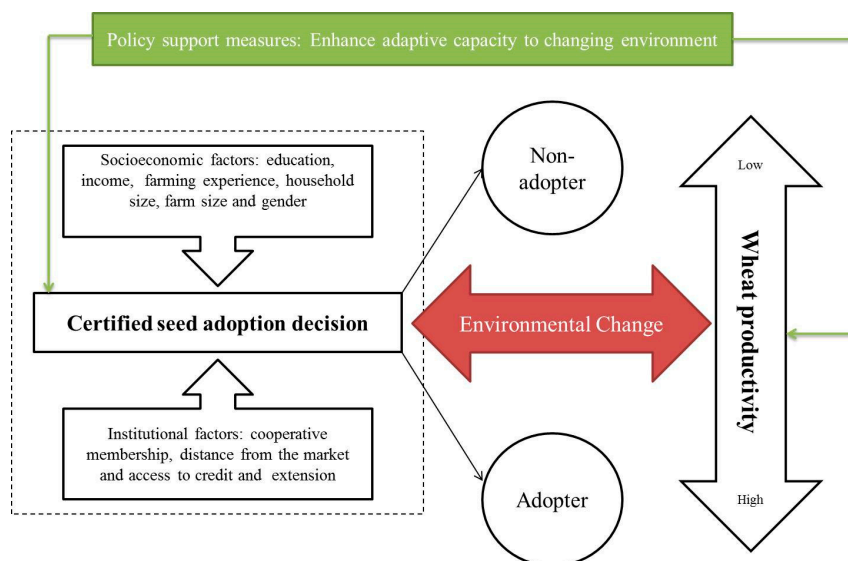 Policy support measures: Enhance adaptive capacity to changing environment
Socioeconomic factors: education,
income, farming experience, household
size, farm size and gender
Non-
adopter
Low
Certified seed adoption decision
Environmental Change
Wheat productivity
Institutional factors: cooperative
membership, distance from the market
and access to credit and extension
Adopter
High